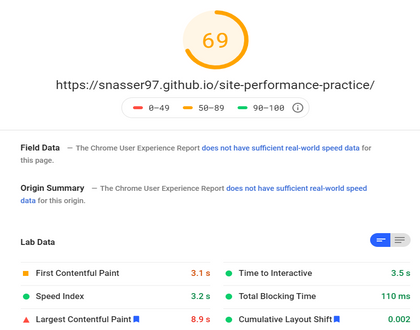 69
https://snasser97.github.io/site-performance-practice/
0–49 50–89 90–100
Field Data — The Chrome User Experience Report does not have sufficient real-world speed data for
this page.
Origin Summary — The Chrome User Experience Report does not have sufficient real-world speed
data for this origin.
Lab Data
First Contentful Paint 3.1 s Time to Interactive 3.5 s
Speed Index 3.2 s Total Blocking Time 110 ms
Largest Contentful Paint 8.9 s Cumulative Layout Shift 0.002